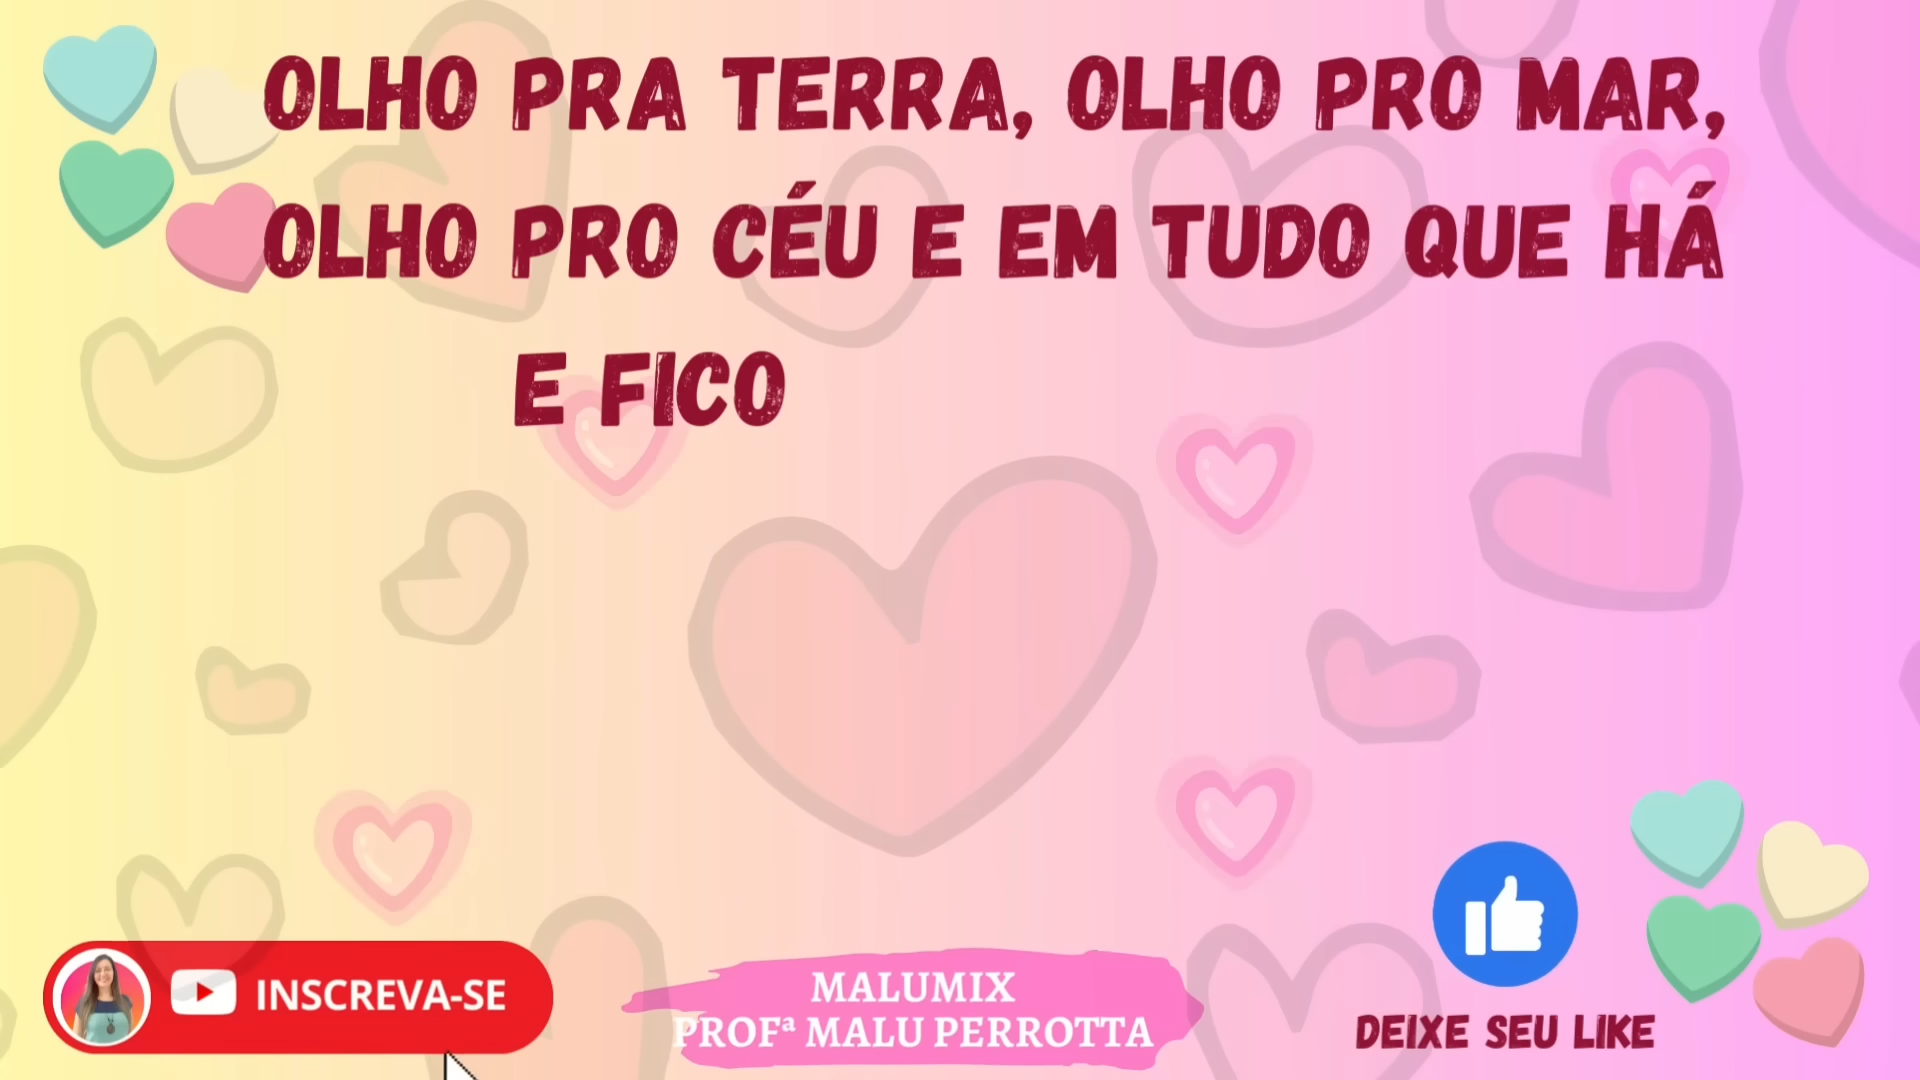 OLHO PRA TERRA, OLHO PRO MAR,
OLHO PRO CÉU E EM TUDO QUE HÁ
E FICO
INSCREVA-SE
MALUMIX
PROFª MALU PERROTTA
DEIXE SEU LIKE